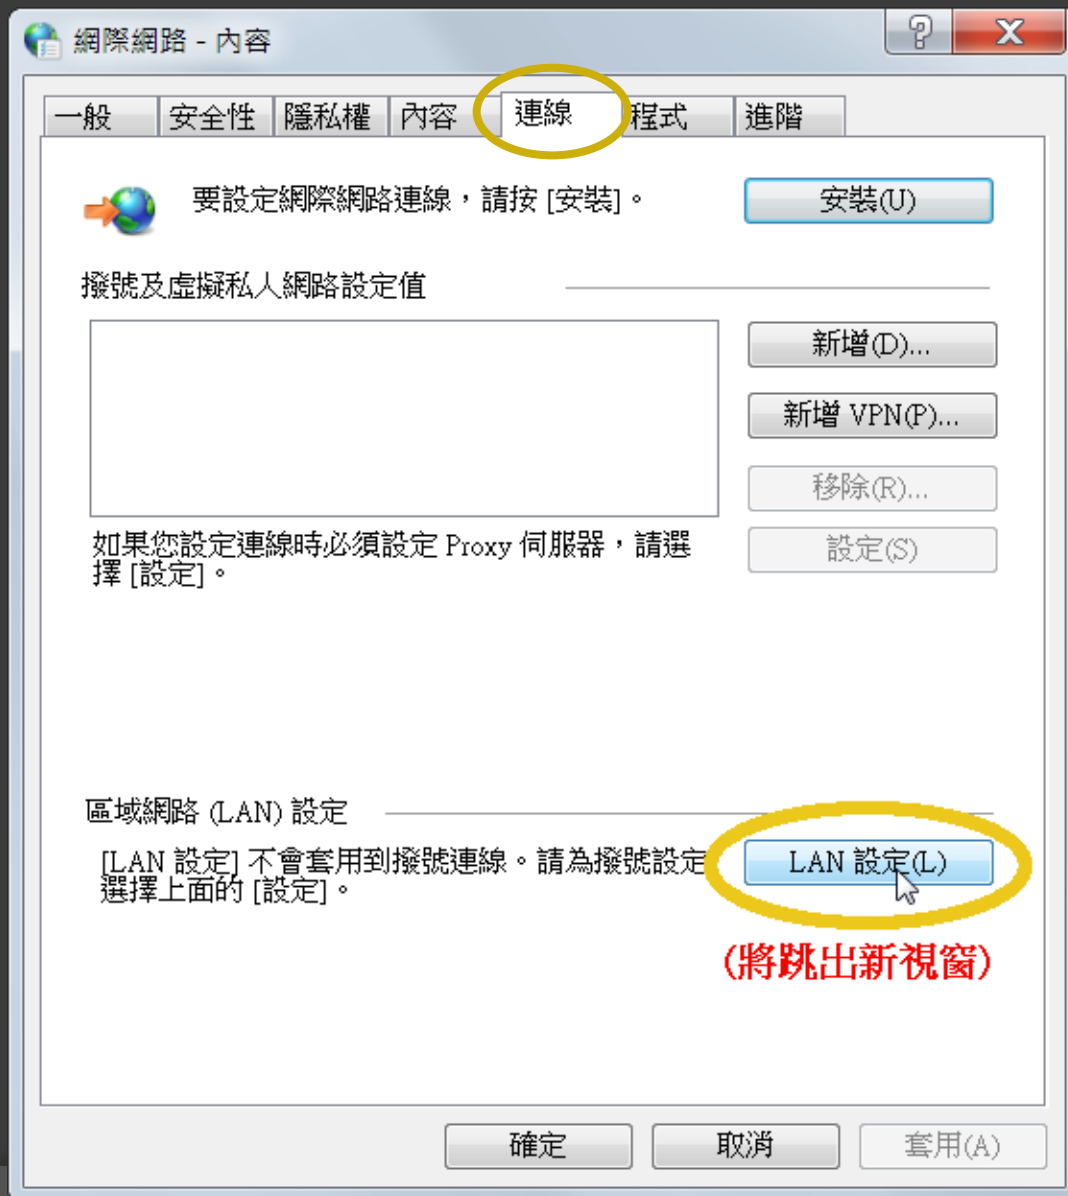 網際網路 - 內容
一般 安全性 隱私權 內容 連線 程式 進階
要設定網際網路連線，請按 [安裝]。
安裝(U)
撥號及虛擬私人網路設定值
新增(D)...
新增 VPN(P)...
移除(R)...
設定(S)
如果您設定連線時必須設定 Proxy 伺服器，請選
擇 [設定]。
區域網路 (LAN) 設定
[LAN 設定] 不會套用到撥號連線。請為撥號設定
選擇上面的 [設定]。
LAN 設定(L)
(將跳出新視窗)
確定 取消 套用(A)